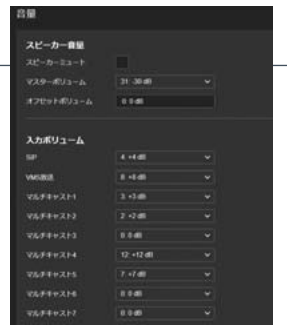 音量
スピーカー音量
スピーカーミュート
マスターボリューム 31: -30 dB
オフセットボリューム 0: 0 dB
入力ボリューム
SIP 4: +4 dB
VMS放送 8: +8 dB
マルチキャスト1 3: +3 dB
マルチキャスト2 2: +2 dB
マルチキャスト3 0: 0 dB
マルチキャスト4 12: +12 dB
マルチキャスト5 7: +7 dB
マルチキャスト6 0: 0 dB
マルチキャスト7 0: 0 dB